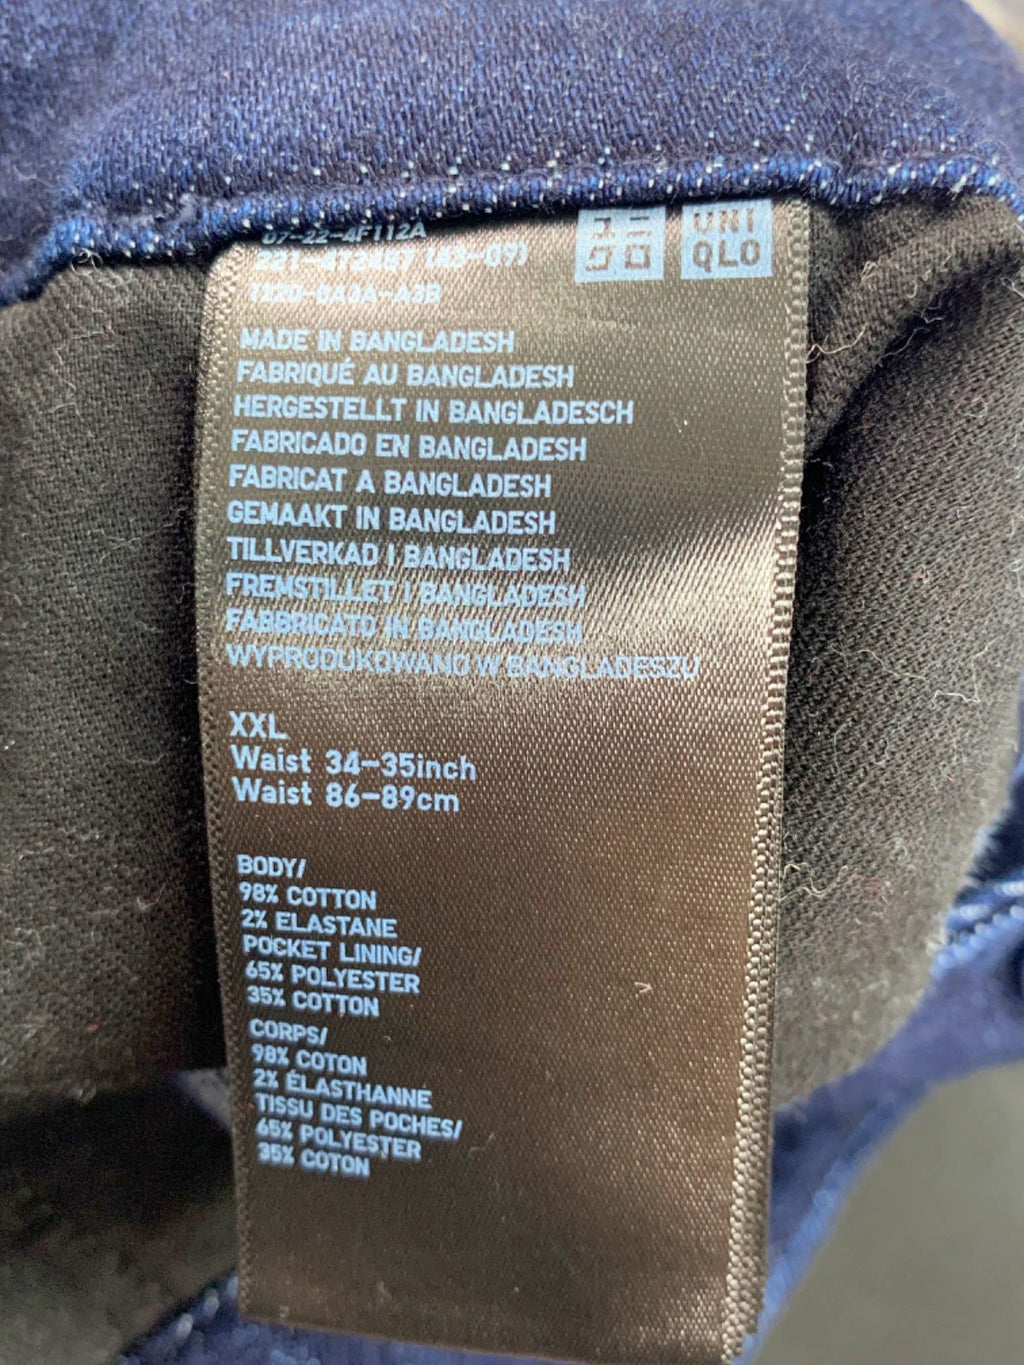 07-22-4F112A
ユニ
クロ
UNI
QLO
MADE IN BANGLADESH
FABRIQUÉ AU BANGLADESH
HERGESTELLT IN BANGLADESCH
FABRICADO EN BANGLADESH
FABRICAT A BANGLADESH
GEMAAKT IN BANGLADESH
TILLVERKAD I BANGLADESH
FREMSTILLET I BANGLADESH
FABBRICATO IN BANGLADESH
WYPRODUKOWANO W BANGLADESZU
XXL
Waist 34-35inch
Waist 86-89cm
BODY/
98% COTTON
2% ELASTANE
POCKET LINING/
65% POLYESTER
35% COTTON
CORPS/
98% COTON
2% ÉLASTHANNE
TISSU DES POCHES/
65% POLYESTER
35% COTON